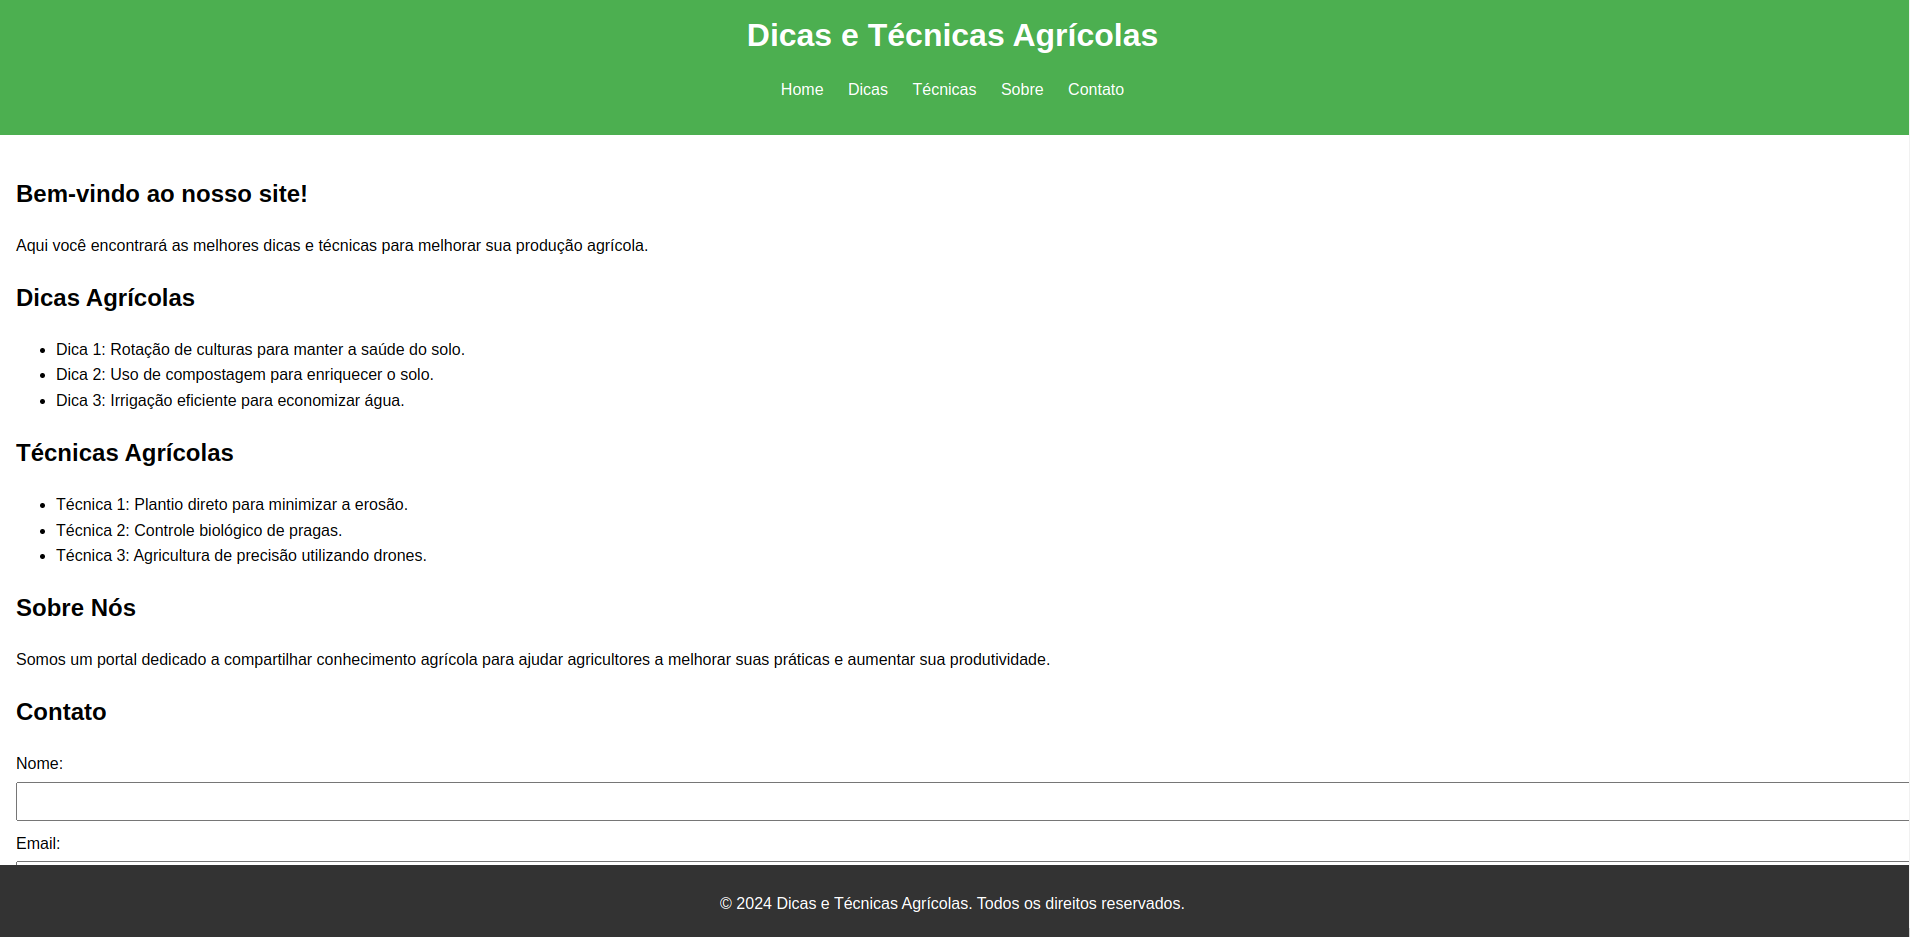 Dicas e Técnicas Agrícolas
Home Dicas Técnicas Sobre Contato
Bem-vindo ao nosso site!
Aqui você encontrará as melhores dicas e técnicas para melhorar sua produção agrícola.
Dicas Agrícolas
• Dica 1: Rotação de culturas para manter a saúde do solo.
• Dica 2: Uso de compostagem para enriquecer o solo.
• Dica 3: Irrigação eficiente para economizar água.
Técnicas Agrícolas
• Técnica 1: Plantio direto para minimizar a erosão.
• Técnica 2: Controle biológico de pragas.
• Técnica 3: Agricultura de precisão utilizando drones.
Sobre Nós
Somos um portal dedicado a compartilhar conhecimento agrícola para ajudar agricultores a melhorar suas práticas e aumentar sua produtividade.
Contato
Nome:
Email:
© 2024 Dicas e Técnicas Agrícolas. Todos os direitos reservados.